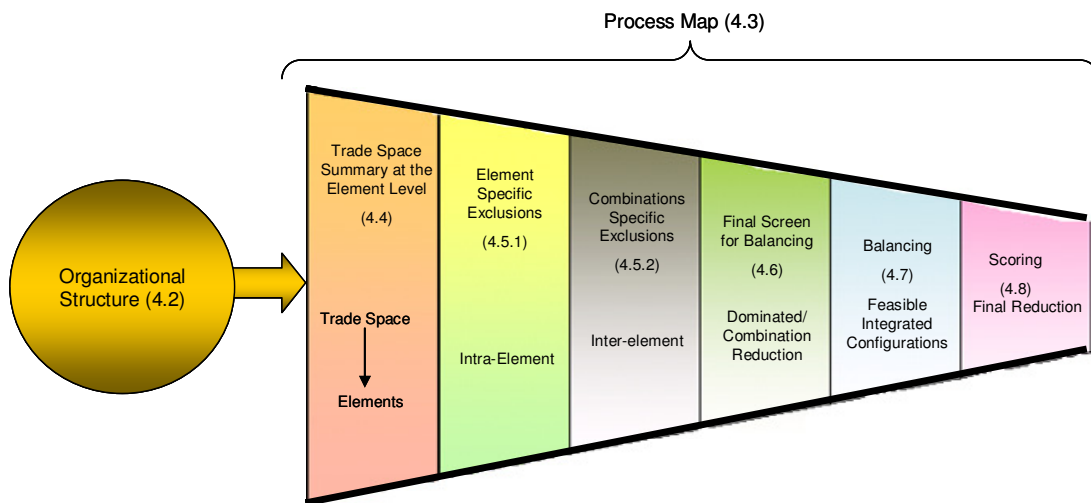 Process Map (4.3)
Organizational
Structure (4.2)
Trade Space
Summary at the
Element Level
(4.4)
Trade Space
Elements
Element
Specific
Exclusions
(4.5.1)
Intra-Element
Combinations
Specific
Exclusions
(4.5.2)
Inter-element
Final Screen
for Balancing
(4.6)
Dominated/
Combination
Reduction
Balancing
(4.7)
Feasible
Integrated
Configurations
Scoring
(4.8)
Final Reduction